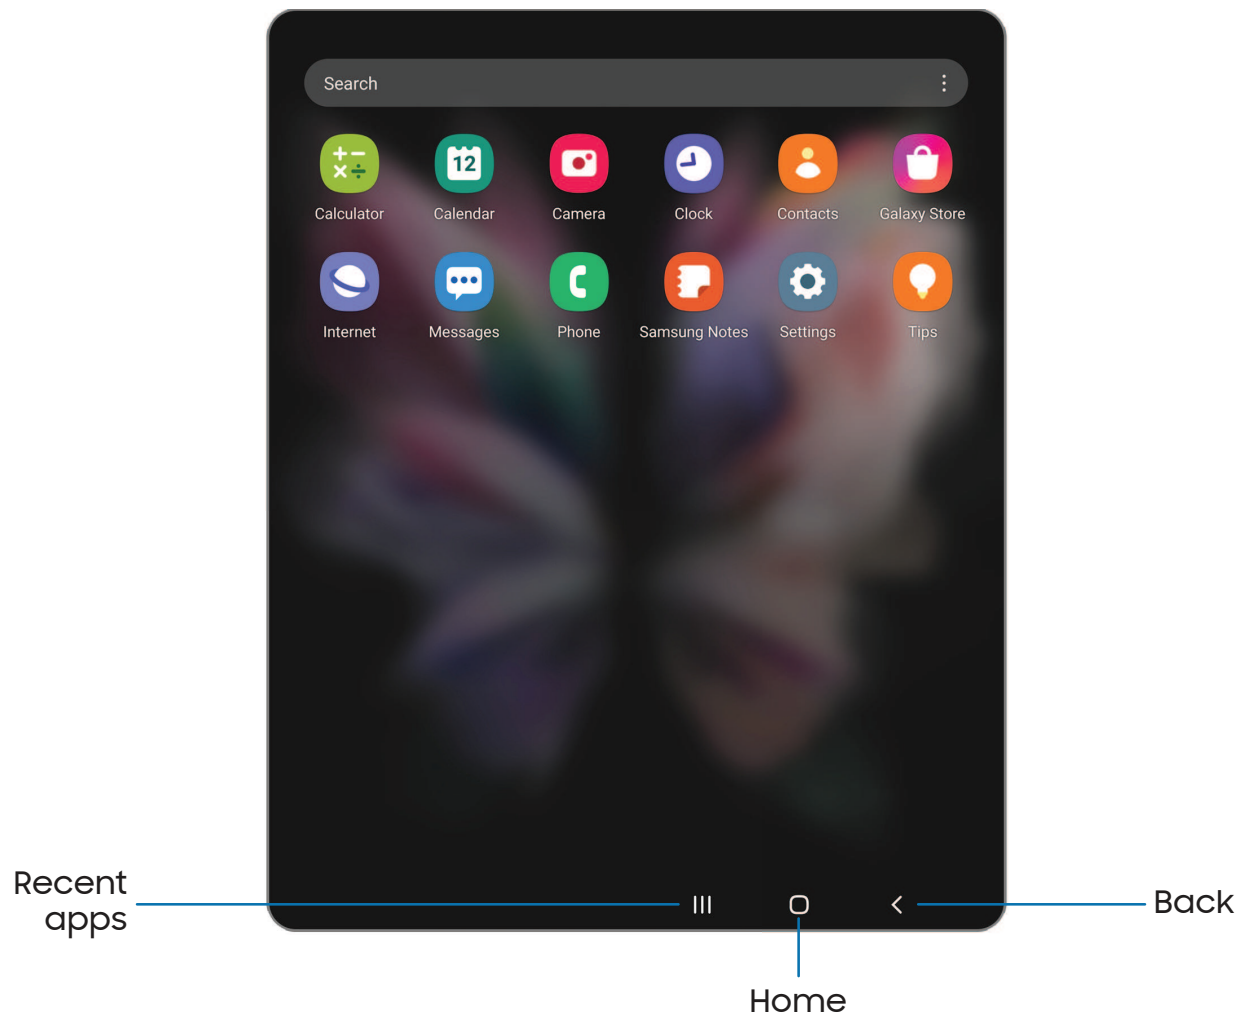 Search
12
Calculator Calendar Camera Clock Contacts Galaxy Store
Internet Messages Phone Samsung Notes Settings Tips
Recent
apps
Back
Home